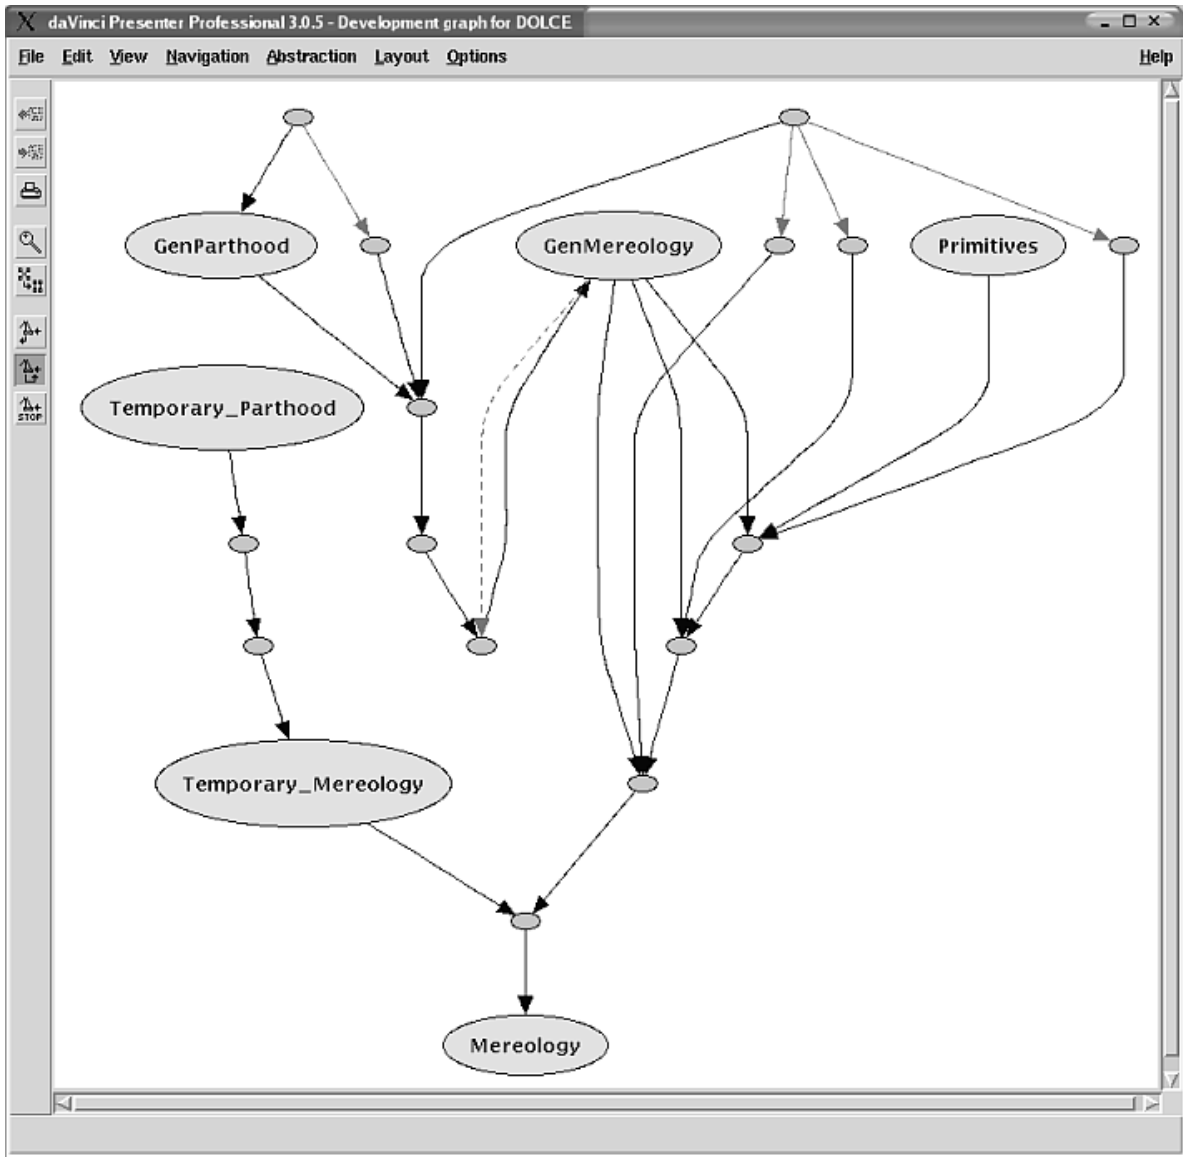 daVinci Presenter Professional 3.0.5 - Development graph for DOLCE
File Edit View Navigation Abstraction Layout Options Help
GenParthood GenMereology Primitives
Temporary_Parthood
STOP
Temporary_Mereology
Mereology